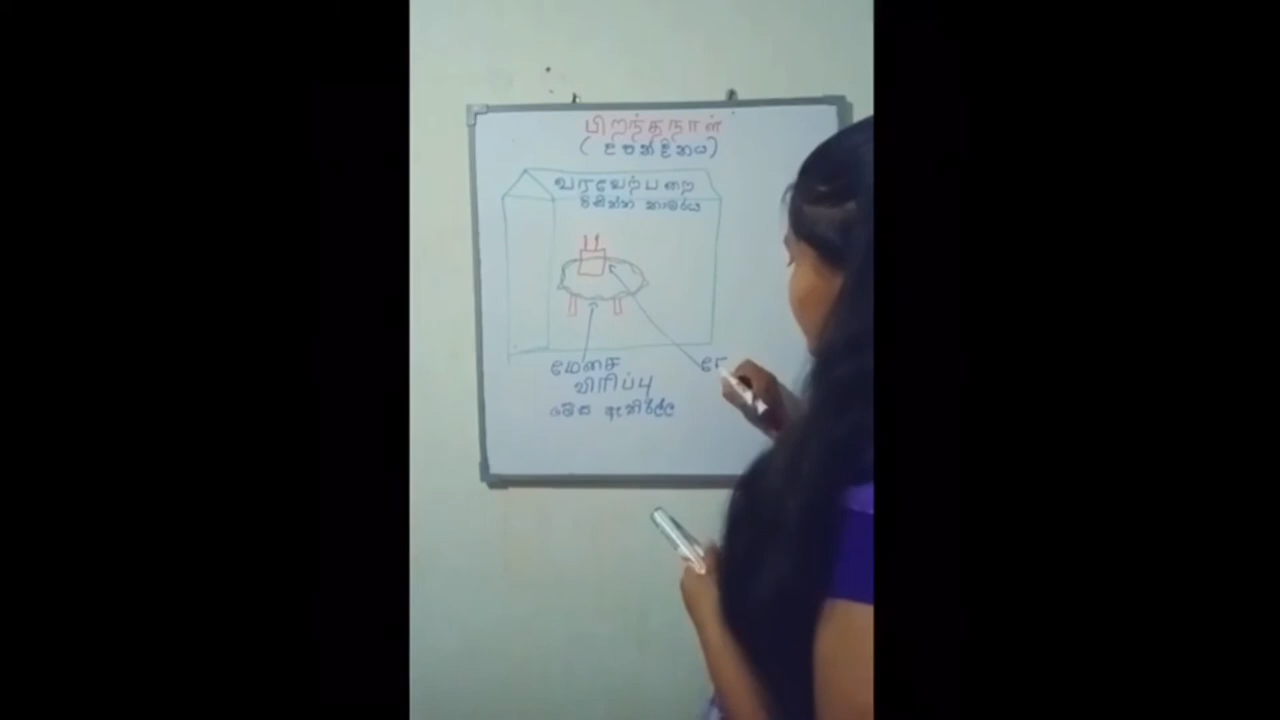 பிறந்தநாள்
(උපන්දිනය)
வரவேற்பறை
විසිත්ත කාමරය
மேசை
விரிப்பு
මේස ඇතිරිල්ල
கே